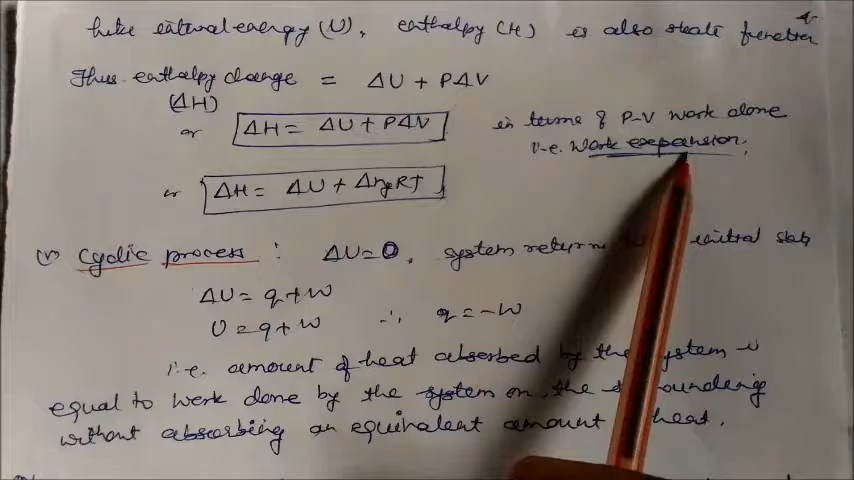 like internal energy (U), enthalpy (H) is also state function
Thus enthalpy change = ΔU + PΔV
(ΔH)
or ΔH = ΔU + PΔV in terms of P-V work done
i.e. work expansion,
or ΔH = ΔU + ΔngRT
(v) Cyclic process : ΔU=0, system return initial state
ΔU = q+W
U = q+W ∴ q = -W
i.e. amount of heat absorbed by the system is
equal to work done by the system on the surrounding
without absorbing an equivalent amount heat.